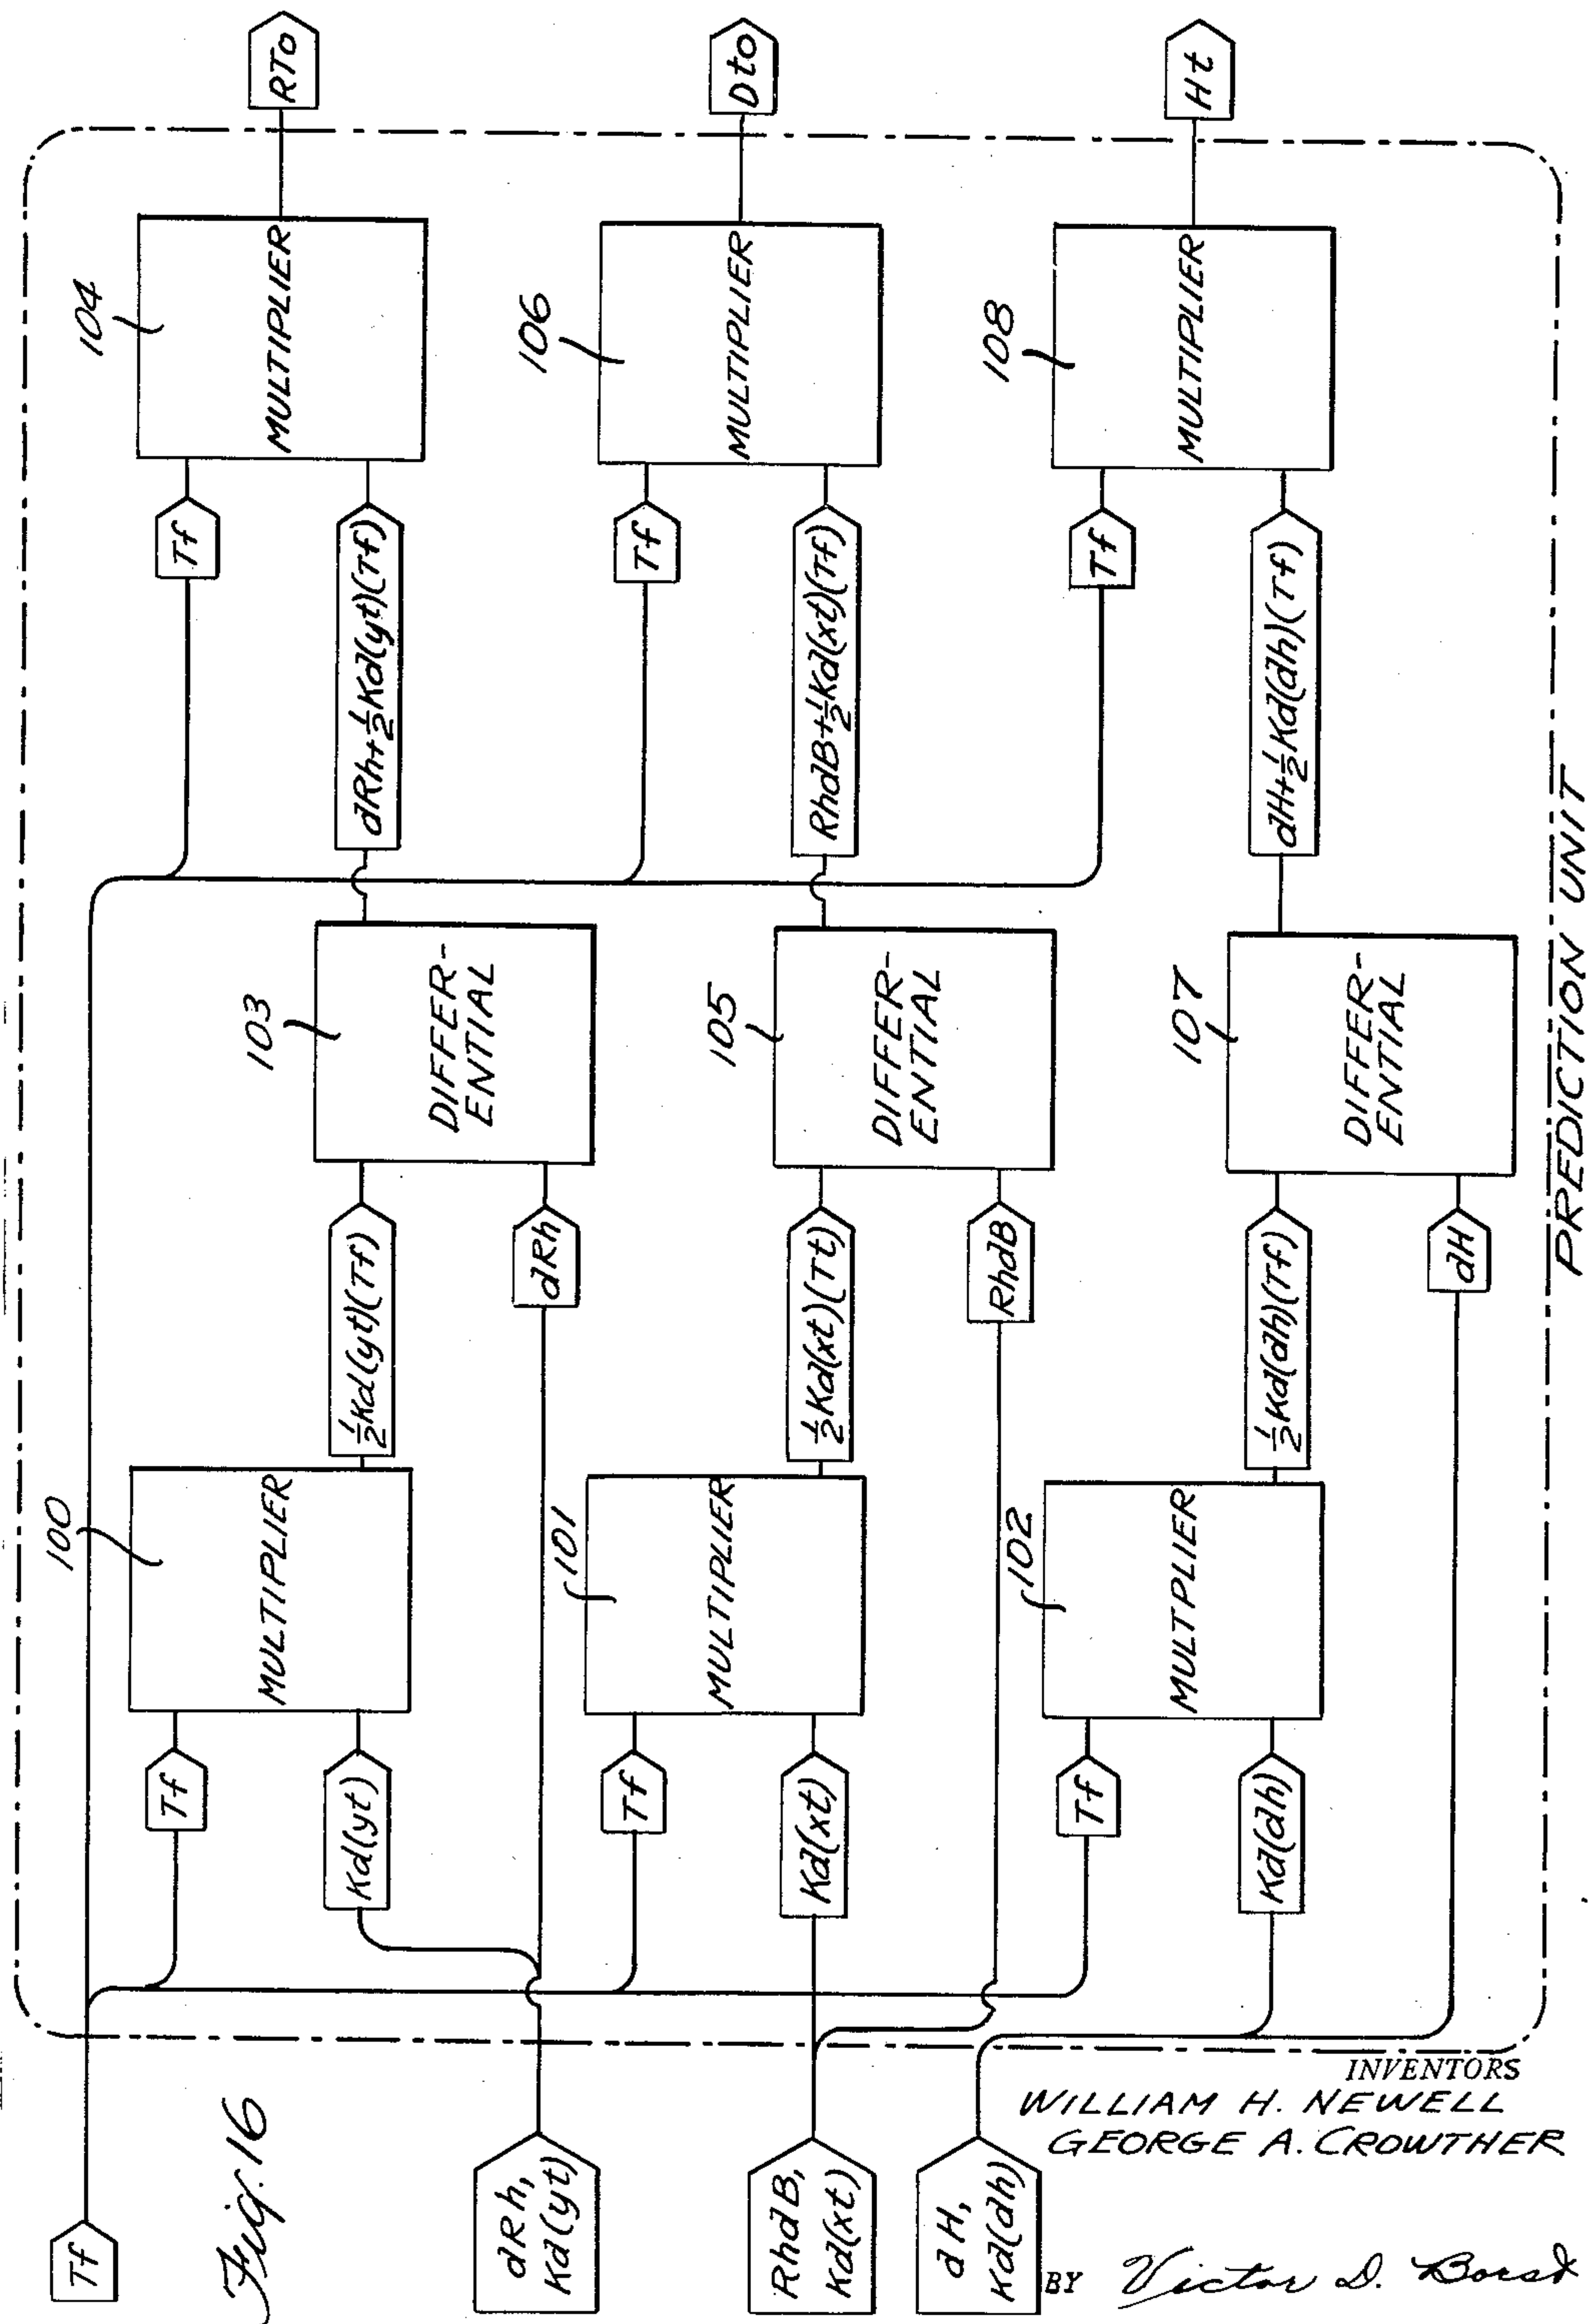 Fig. 16
Tf
dRh,
Kd(yt)
RhdB,
Kd(xt)
dH,
Kd(dh)
100
Tf
Kd(yt)
MULTIPLIER
½Kd(yt)(Tf)
dRh
103
DIFFER-
ENTIAL
dRh+½Kd(yt)(Tf)
Tf
104
MULTIPLIER
RTo
101
Tf
Kd(xt)
MULTIPLIER
½Kd(xt)(Tt)
RhdB
105
DIFFER-
ENTIAL
RhdB+½Kd(xt)(Tf)
Tf
106
MULTIPLIER
Dto
102
Tf
Kd(dh)
MULTPLIER
½Kd(dh)(Tf)
dH
107
DIFFER-
ENTIAL
dH+½Kd(dh)(Tf)
Tf
108
MULTIPLIER
Ht
PREDICTION UNIT
INVENTORS
WILLIAM H. NEWELL
GEORGE A. CROWTHER
BY Victor D. Borst